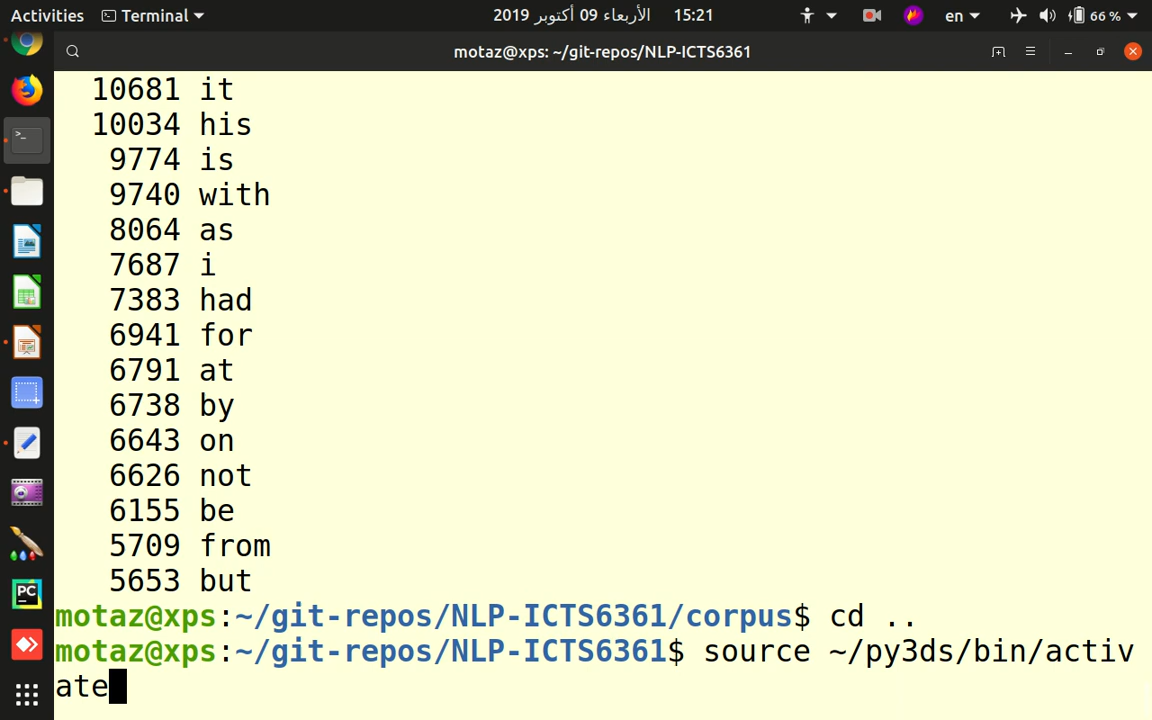 Activities Terminal الأربعاء 09 أكتوبر 2019 15:21 en 66 %
motaz@xps: ~/git-repos/NLP-ICTS6361
10681 it
10034 his
9774 is
9740 with
8064 as
7687 i
7383 had
6941 for
6791 at
6738 by
6643 on
6626 not
6155 be
5709 from
5653 but
motaz@xps:~/git-repos/NLP-ICTS6361/corpus$ cd ..
motaz@xps:~/git-repos/NLP-ICTS6361$ source ~/py3ds/bin/activ
ate
PC